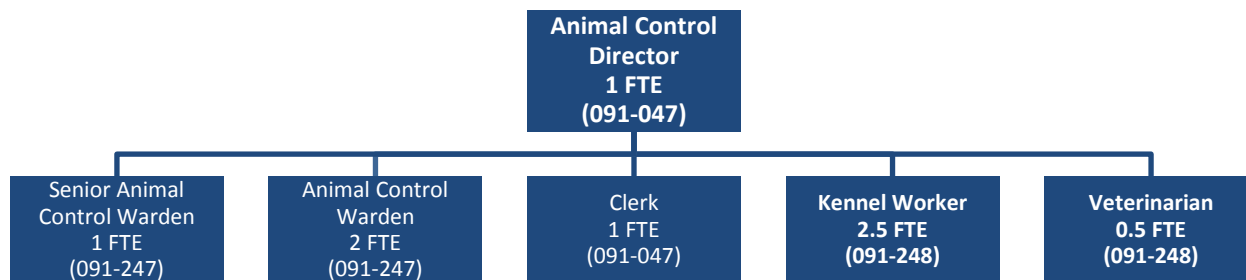 Animal Control
Director
1 FTE
(091-047)
Senior Animal
Control Warden
1 FTE
(091-247)
Animal Control
Warden
2 FTE
(091-247)
Clerk
1 FTE
(091-047)
Kennel Worker
2.5 FTE
(091-248)
Veterinarian
0.5 FTE
(091-248)